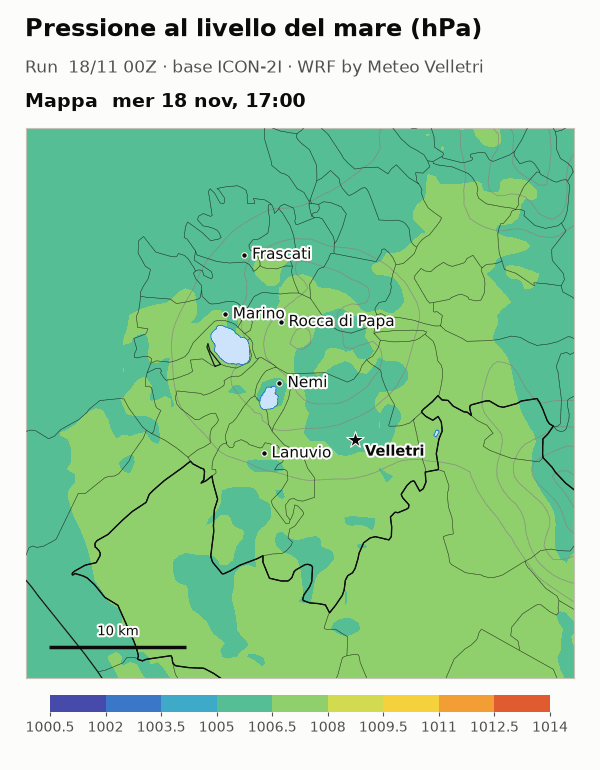 Pressione al livello del mare (hPa)
Run  18/11 00Z · base ICON-2I · WRF by Meteo Velletri
Mappa  mer 18 nov, 17:00
Frascati
Marino
Rocca di Papa
Nemi
Velletri
Lanuvio
10 km
1000.5 1002 1003.5 1005 1006.5 1008 1009.5 1011 1012.5 1014